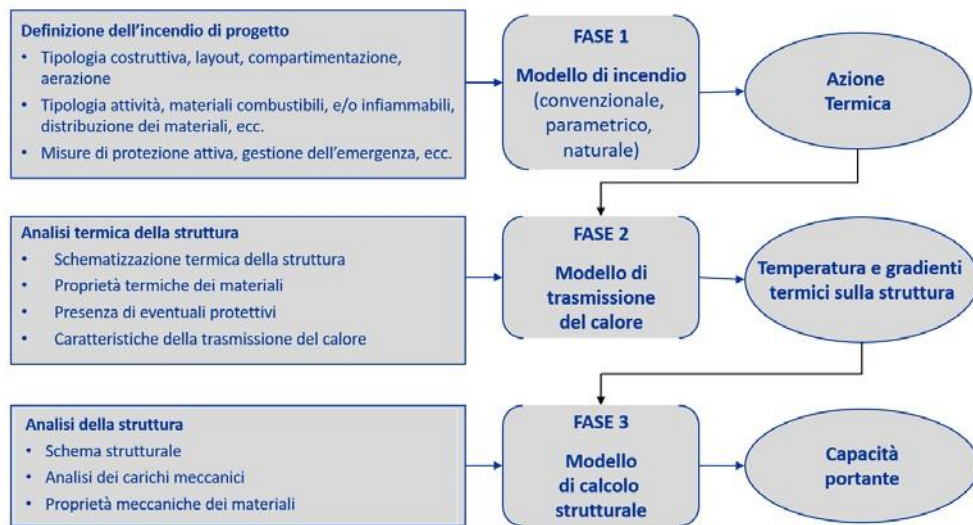 Definizione dell'incendio di progetto
• Tipologia costruttiva, layout, compartimentazione,
aerazione
• Tipologia attività, materiali combustibili, e/o infiammabili,
distribuzione dei materiali, ecc.
• Misure di protezione attiva, gestione dell'emergenza, ecc.
FASE 1
Modello di incendio
(convenzionale,
parametrico,
naturale)
Azione
Termica
Analisi termica della struttura
• Schematizzazione termica della struttura
• Proprietà termiche dei materiali
• Presenza di eventuali protettivi
• Caratteristiche della trasmissione del calore
FASE 2
Modello di
trasmissione
del calore
Temperatura e gradienti
termici sulla struttura
Analisi della struttura
• Schema strutturale
• Analisi dei carichi meccanici
• Proprietà meccaniche dei materiali
FASE 3
Modello
di calcolo
strutturale
Capacità
portante